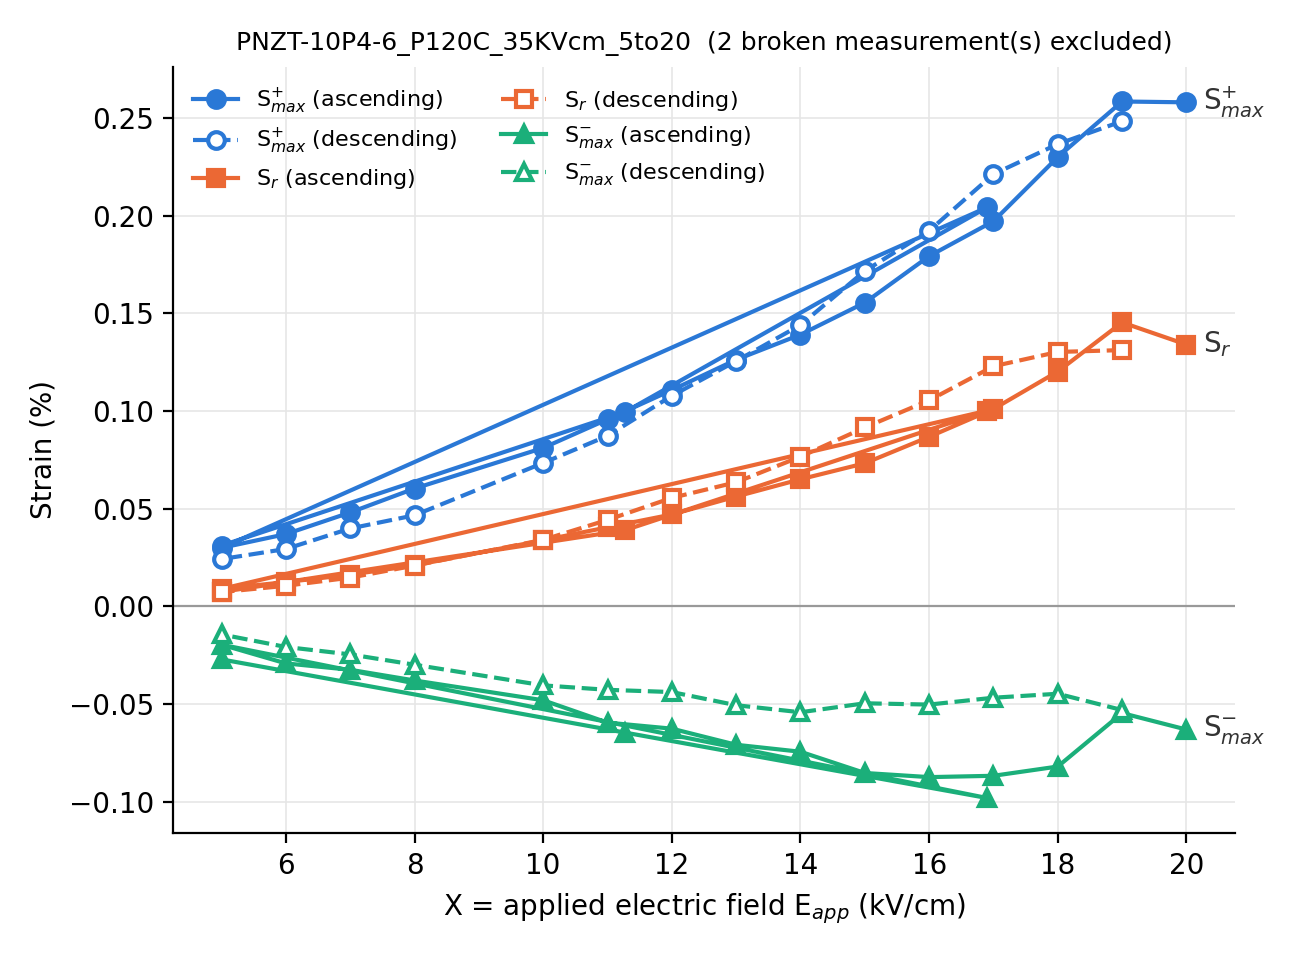 PNZT-10P4-6_P120C_35KVcm_5to20 (2 broken measurement(s) excluded)
S+max (ascending)
S+max (descending)
Sr (ascending)
Sr (descending)
S−max (ascending)
S−max (descending)
S+max
Sr
S−max
Strain (%)
0.25
0.20
0.15
0.10
0.05
0.00
−0.05
−0.10
6 8 10 12 14 16 18 20
X = applied electric field Eapp (kV/cm)